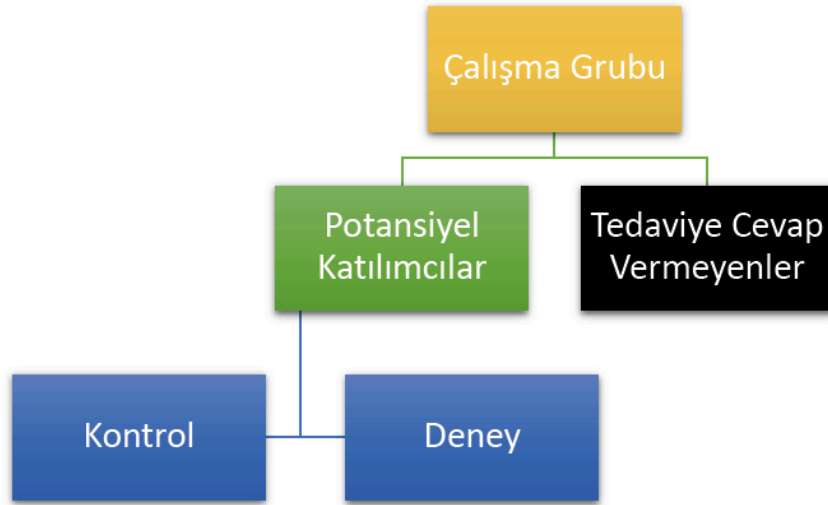 Çalışma Grubu
Potansiyel
Katılımcılar
Tedaviye Cevap
Vermeyenler
Kontrol
Deney